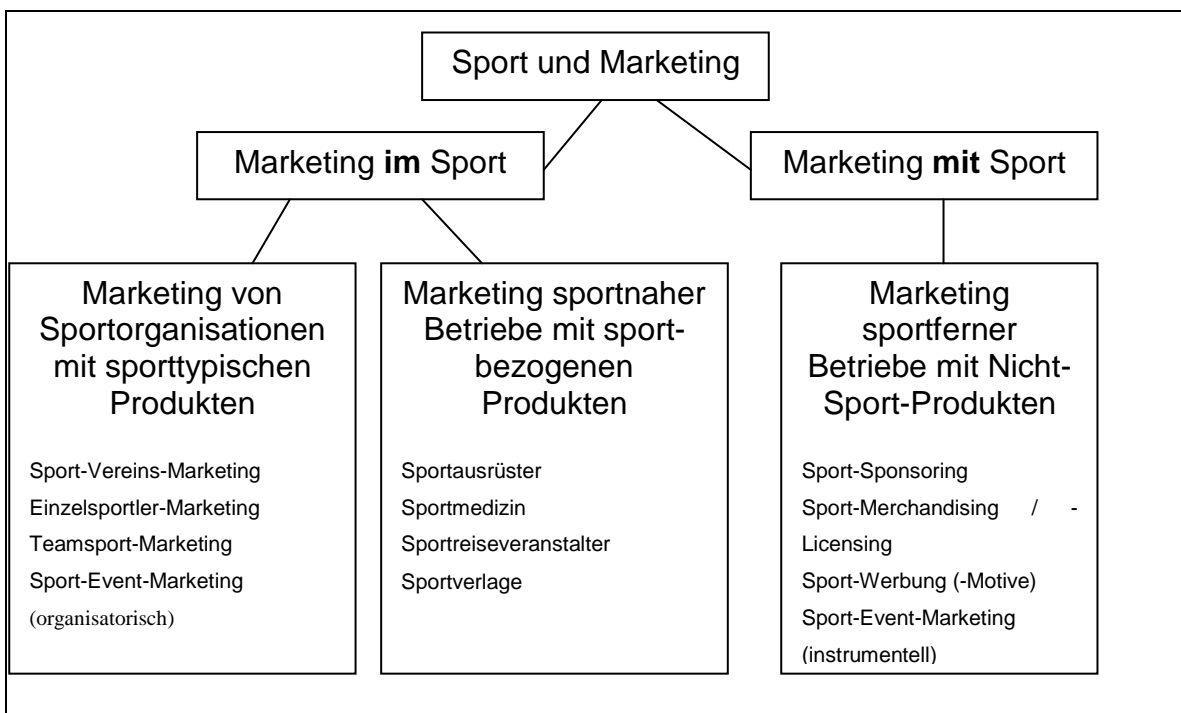 Sport und Marketing
Marketing im Sport
Marketing mit Sport
Marketing von
Sportorganisationen
mit sporttypischen
Produkten
Sport-Vereins-Marketing
Einzelsportler-Marketing
Teamsport-Marketing
Sport-Event-Marketing
(organisatorisch)
Marketing sportnaher
Betriebe mit sport-
bezogenen
Produkten
Sportausrüster
Sportmedizin
Sportreiseveranstalter
Sportverlage
Marketing
sportferner
Betriebe mit Nicht-
Sport-Produkten
Sport-Sponsoring
Sport-Merchandising / -
Licensing
Sport-Werbung (-Motive)
Sport-Event-Marketing
(instrumentell)